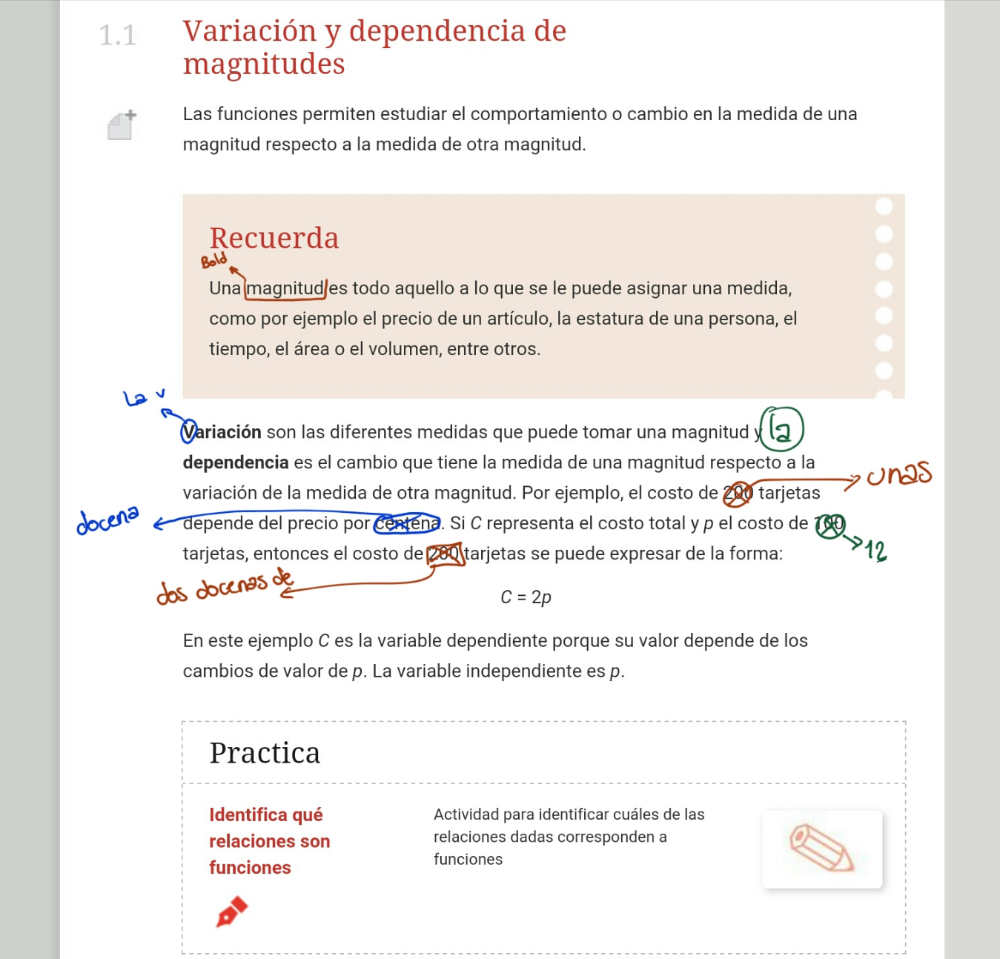 1.1
Variación y dependencia de
magnitudes
Las funciones permiten estudiar el comportamiento o cambio en la medida de una
magnitud respecto a la medida de otra magnitud.
Recuerda
Bold
Una magnitud es todo aquello a lo que se le puede asignar una medida,
como por ejemplo el precio de un artículo, la estatura de una persona, el
tiempo, el área o el volumen, entre otros.
La v
Variación son las diferentes medidas que puede tomar una magnitud y la
dependencia es el cambio que tiene la medida de una magnitud respecto a la
unas
variación de la medida de otra magnitud. Por ejemplo, el costo de 200 tarjetas
docena
depende del precio por centena. Si C representa el costo total y p el costo de 100
12
tarjetas, entonces el costo de 200 tarjetas se puede expresar de la forma:
dos docenas de
C = 2p
En este ejemplo C es la variable dependiente porque su valor depende de los
cambios de valor de p. La variable independiente es p.
Practica
Identifica qué
relaciones son
funciones
Actividad para identificar cuáles de las
relaciones dadas corresponden a
funciones